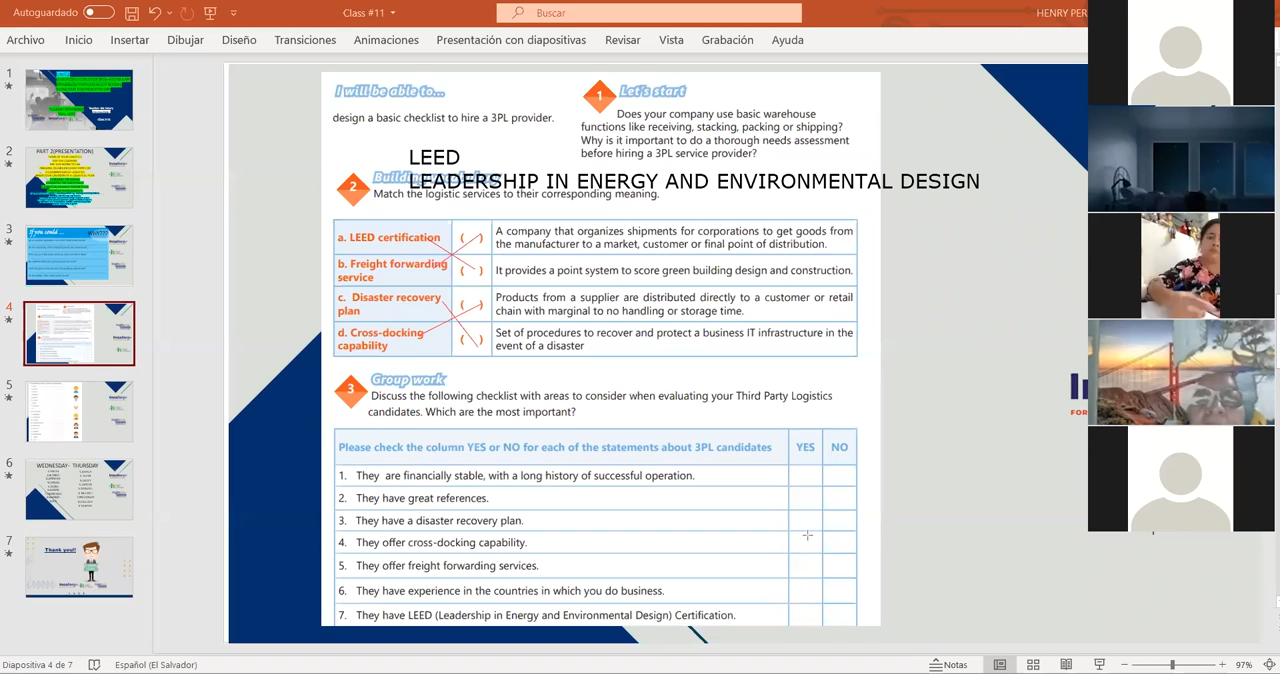 Autoguardado
Class #11
Buscar
HENRY PER
Archivo Inicio Insertar Dibujar Diseño Transiciones Animaciones Presentación con diapositivas Revisar Vista Grabación Ayuda
1
2
PART 2(PRESENTATION)
3
If you could ...
WHY???
4
5
6
WEDNESDAY- THURSDAY
7
Thank you!!
I will be able to...
design a basic checklist to hire a 3PL provider.
1 Let's start
Does your company use basic warehouse
functions like receiving, stacking, packing or shipping?
Why is it important to do a thorough needs assessment
before hiring a 3PL service provider?
LEED
LEADERSHIP IN ENERGY AND ENVIRONMENTAL DESIGN
2
Match the logistic services to their corresponding meaning.
a. LEED certification ( ) A company that organizes shipments for corporations to get goods from
the manufacturer to a market, customer or final point of distribution.
b. Freight forwarding
service
( ) It provides a point system to score green building design and construction.
c. Disaster recovery
plan
( ) Products from a supplier are distributed directly to a customer or retail
chain with marginal to no handling or storage time.
d. Cross-docking
capability
( ) Set of procedures to recover and protect a business IT infrastructure in the
event of a disaster
3 Group work
Discuss the following checklist with areas to consider when evaluating your Third Party Logistics
candidates. Which are the most important?
Please check the column YES or NO for each of the statements about 3PL candidates YES NO
1. They are financially stable with a long history of successful operation.
2. They have great references.
3. They have a disaster recovery plan.
4. They offer cross-docking capability.
5. They offer freight forwarding services.
6. They have experience in the countries in which you do business.
7. They have LEED (Leadership in Energy and Environmental Design) Certification.
Diapositiva 4 de 7
Español (El Salvador)
Notas
97%